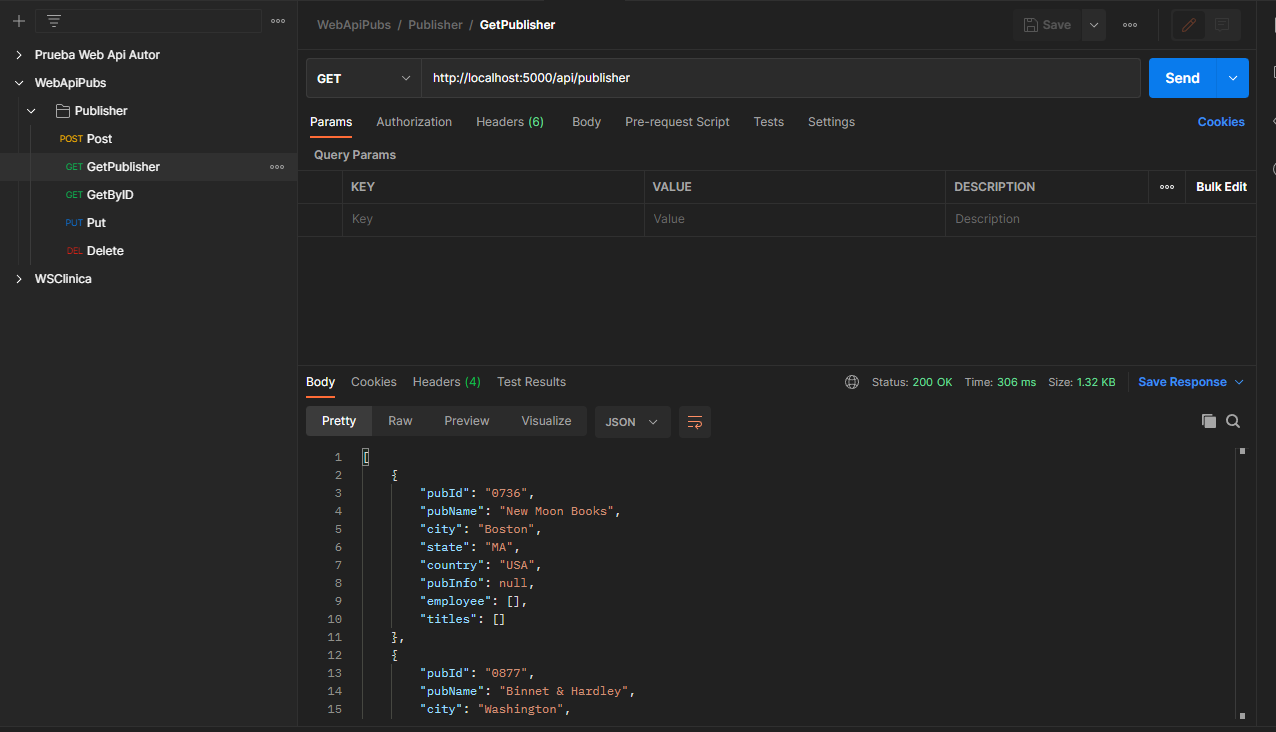 Prueba Web Api Autor
WebApiPubs
Publisher
POST Post
GET GetPublisher
GET GetByID
PUT Put
DEL Delete
WSClinica
WebApiPubs / Publisher / GetPublisher
Save
GET http://localhost:5000/api/publisher Send
Params Authorization Headers (6) Body Pre-request Script Tests Settings Cookies
Query Params
KEY VALUE DESCRIPTION Bulk Edit
Key Value Description
Body Cookies Headers (4) Test Results Status: 200 OK Time: 306 ms Size: 1.32 KB Save Response
Pretty Raw Preview Visualize JSON
1 [
2 {
3 "pubId": "0736",
4 "pubName": "New Moon Books",
5 "city": "Boston",
6 "state": "MA",
7 "country": "USA",
8 "pubInfo": null,
9 "employee": [],
10 "titles": []
11 },
12 {
13 "pubId": "0877",
14 "pubName": "Binnet & Hardley",
15 "city": "Washington",